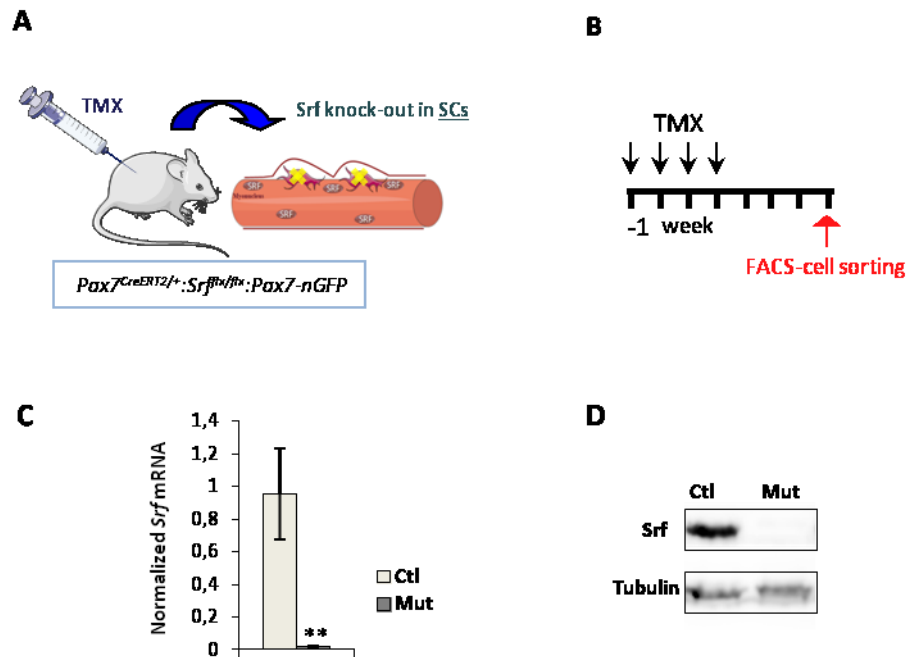 A
TMX
Srf knock-out in SCs
SRF
SRF
SRF
Myonucleus
SRF
SRF
Pax7CreERT2/+:Srfflx/flx:Pax7-nGFP
B
TMX
-1 week
FACS-cell sorting
C
Normalized Srf mRNA
1,4
1,2
1
0,8
0,6
0,4
0,2
0
**
Ctl
Mut
D
Ctl Mut
Srf
Tubulin